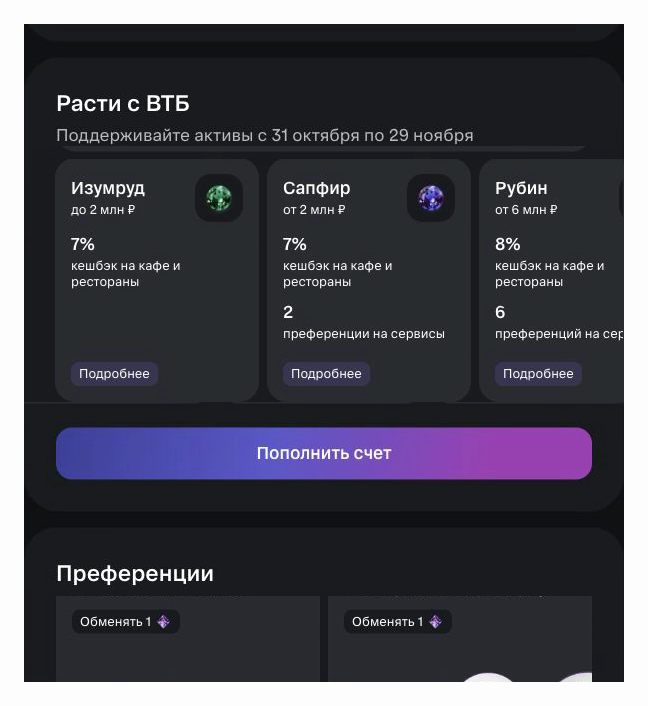 Расти с ВТБ
Поддерживайте активы с 31 октября по 29 ноября
Изумруд
до 2 млн ₽
7%
кешбэк на кафе и
рестораны
Подробнее
Сапфир
от 2 млн ₽
7%
кешбэк на кафе и
рестораны
2
преференции на сервисы
Подробнее
Рубин
от 6 млн ₽
8%
кешбэк на кафе и
рестораны
6
преференций на сер
Подробнее
Пополнить счет
Преференции
Обменять 1
Обменять 1